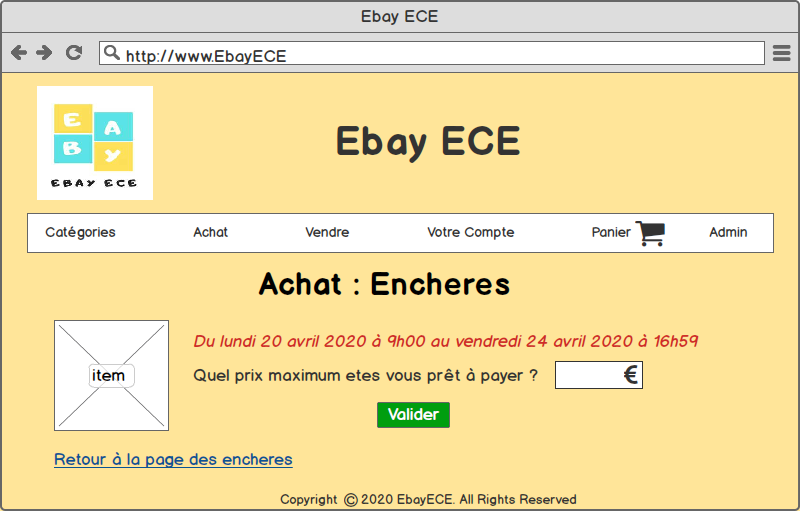 Ebay ECE
http://www.EbayECE
E
A
B
Y
EBAY ECE
Ebay ECE
Catégories Achat Vendre Votre Compte Panier Admin
Achat : Encheres
Du lundi 20 avril 2020 à 9h00 au vendredi 24 avril 2020 à 16h59
item
Quel prix maximum etes vous prêt à payer ? €
Valider
Retour à la page des encheres
Copyright © 2020 EbayECE. All Rights Reserved